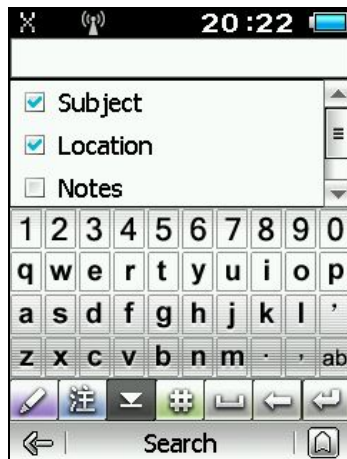 20:22
Subject
Location
Notes
1 2 3 4 5 6 7 8 9 0
q w e r t y u i o p
a s d f g h j k l ’
z x c v b n m . , ab
注 #
Search